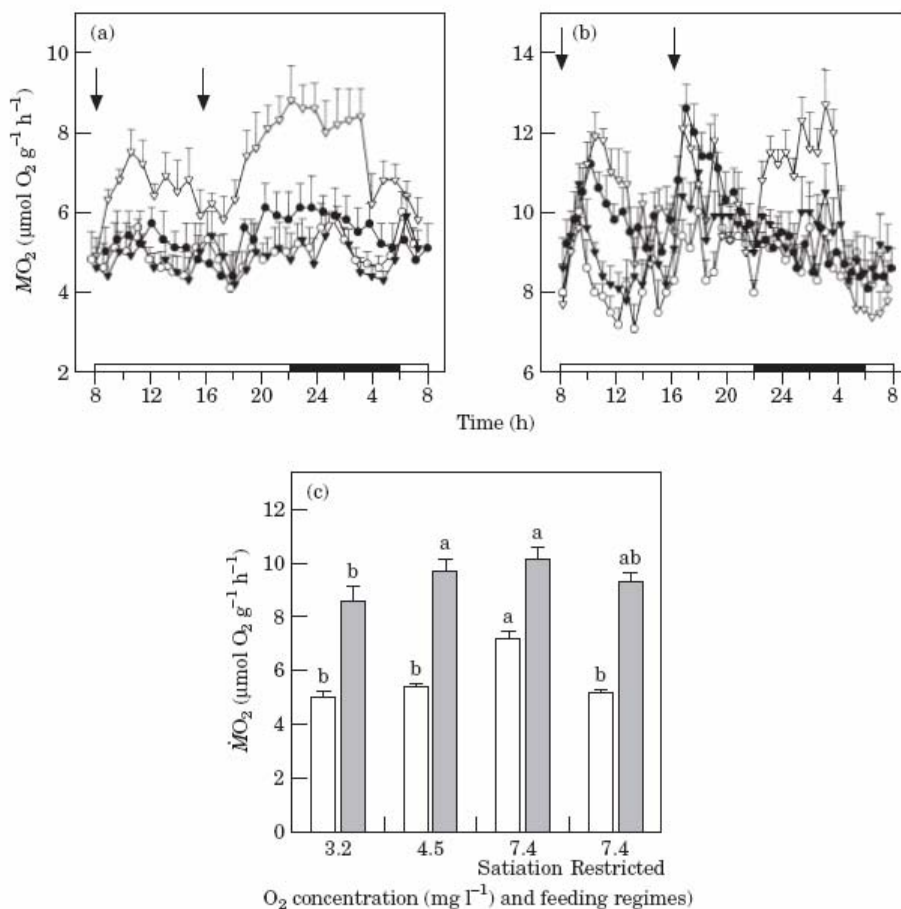 (a)
(b)
10
8
6
4
2
MO₂ (μmol O₂ g⁻¹ h⁻¹)
14
12
10
8
6
8 12 16 20 24 4 8
8 12 16 20 24 4 8
Time (h)
(c)
12
10
8
6
4
2
0
ṀO₂ (μmol O₂ g⁻¹ h⁻¹)
b b a b a a b ab
3.2 4.5 7.4 7.4
Satiation Restricted
O₂ concentration (mg l⁻¹) and feeding regimes)